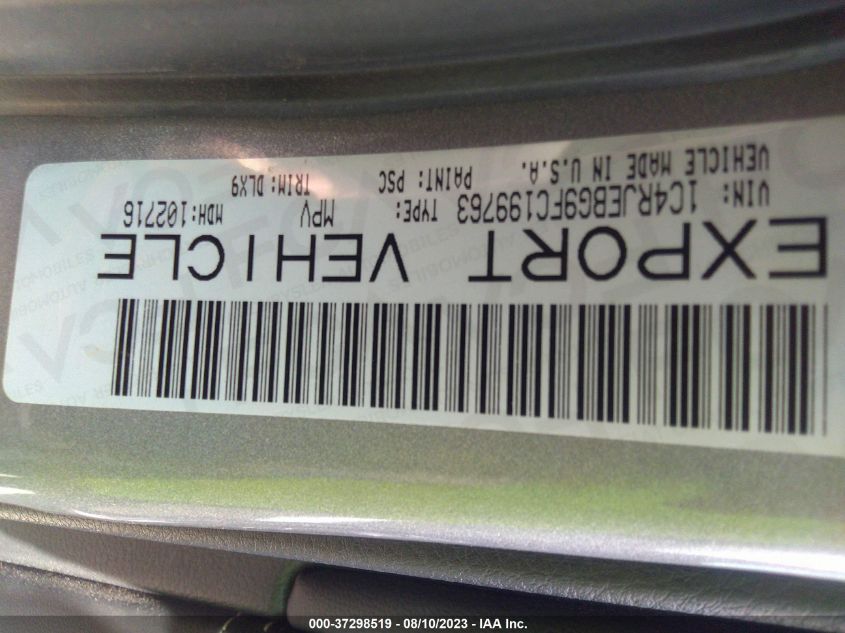 EXPORT VEHICLE
VIN: 1C4RJEBG9FC199763 TYPE: MPV MDH:102716
PAINT: PSC TRIM: DLX9
VEHICLE MADE IN U.S.A.
000-37298519 // 08/10/2023 - IAA Inc.